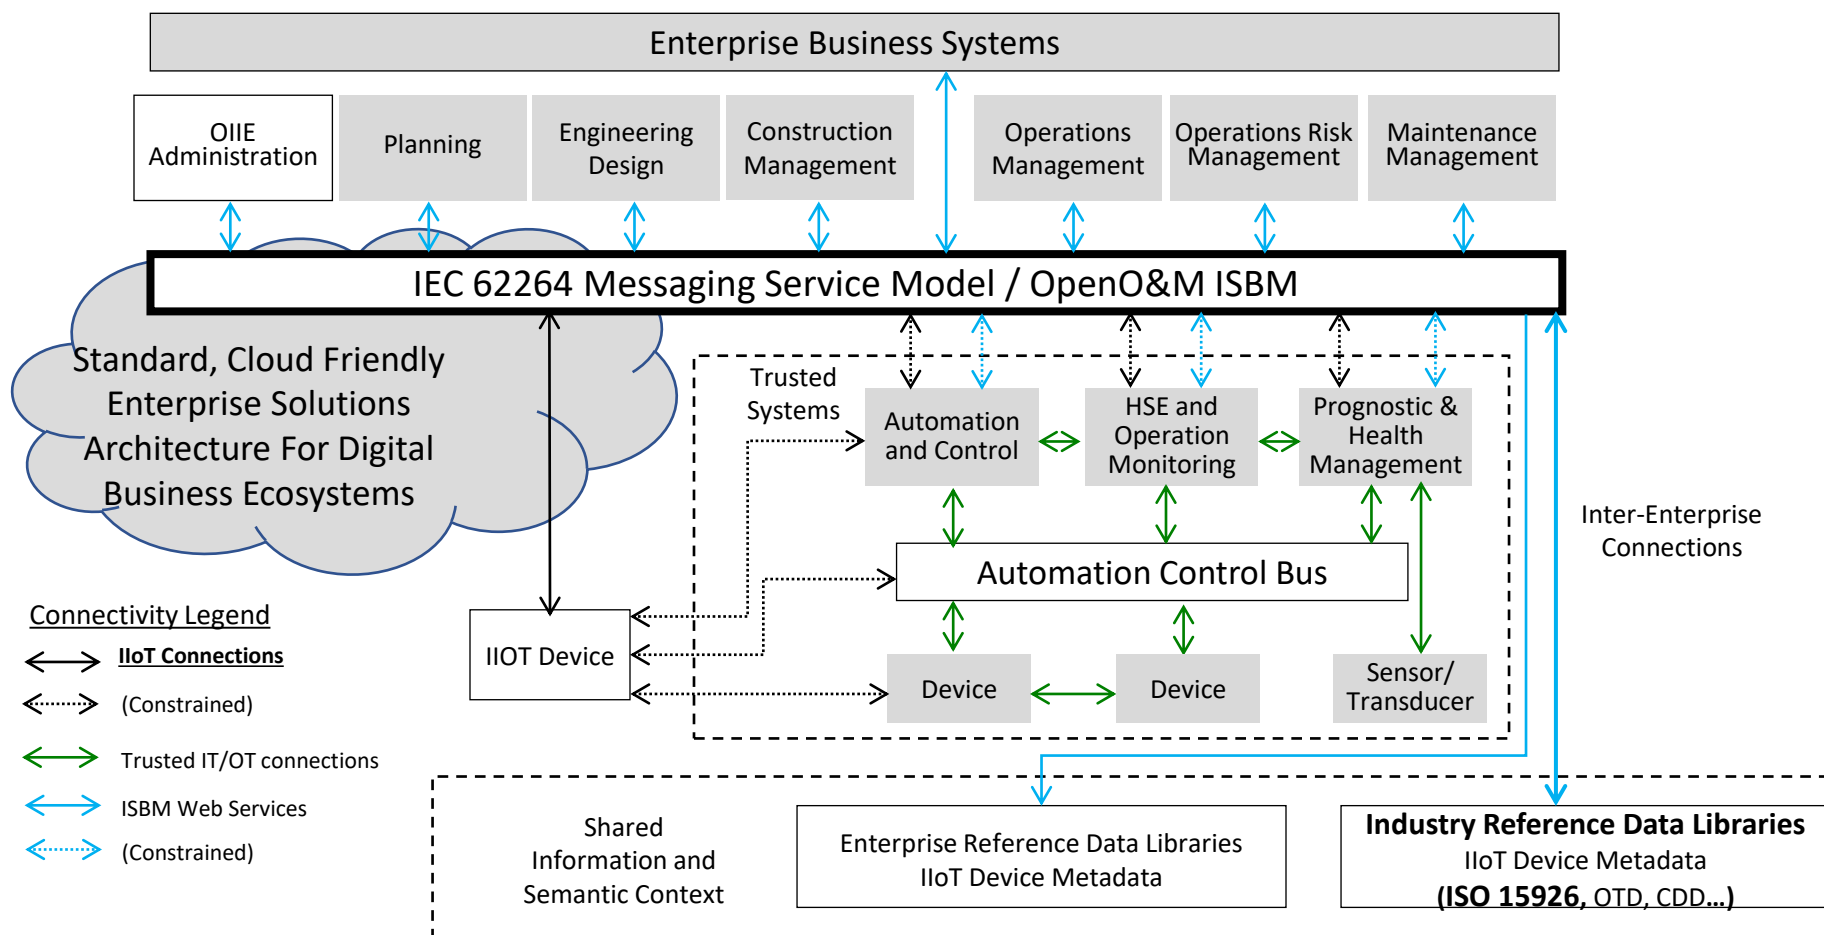 Enterprise Business Systems
OIIE
Administration
Planning
Engineering
Design
Construction
Management
Operations
Management
Operations Risk
Management
Maintenance
Management
IEC 62264 Messaging Service Model / OpenO&M ISBM
Standard, Cloud Friendly
Enterprise Solutions
Architecture For Digital
Business Ecosystems
Trusted
Systems
Automation
and Control
HSE and
Operation
Monitoring
Prognostic &
Health
Management
Inter-Enterprise
Connections
Automation Control Bus
IIOT Device
Device
Device
Sensor/
Transducer
Connectivity Legend
IIoT Connections
(Constrained)
Trusted IT/OT connections
ISBM Web Services
(Constrained)
Shared
Information and
Semantic Context
Enterprise Reference Data Libraries
IIoT Device Metadata
Industry Reference Data Libraries
IIoT Device Metadata
(ISO 15926, OTD, CDD...)